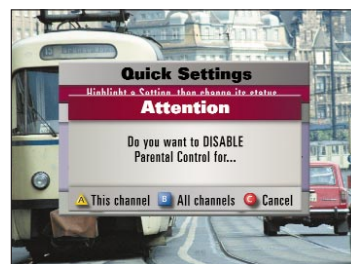 Quick Settings
Highlight a Setting, then change its status
Attention
Do you want to DISABLE
Parental Control for...
A This channel B All channels C Cancel